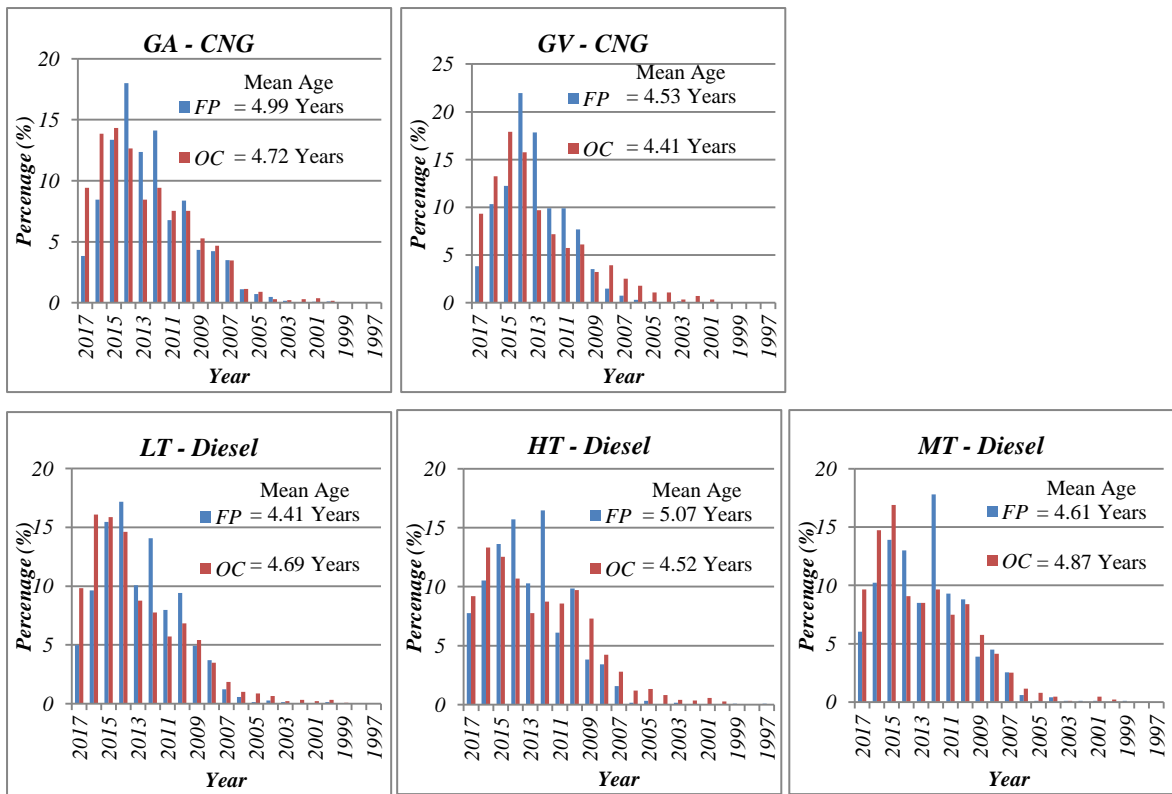 GA - CNG
Percenage (%)
20
15
10
5
0
Mean Age
FP = 4.99 Years
OC = 4.72 Years
2017 2015 2013 2011 2009 2007 2005 2003 2001 1999 1997
Year
GV - CNG
Percenage (%)
25
20
15
10
5
0
Mean Age
FP = 4.53 Years
OC = 4.41 Years
2017 2015 2013 2011 2009 2007 2005 2003 2001 1999 1997
Year
LT - Diesel
Percenage (%)
20
15
10
5
0
Mean Age
FP = 4.41 Years
OC = 4.69 Years
2017 2015 2013 2011 2009 2007 2005 2003 2001 1999 1997
Year
HT - Diesel
Percenage (%)
20
15
10
5
0
Mean Age
FP = 5.07 Years
OC = 4.52 Years
2017 2015 2013 2011 2009 2007 2005 2003 2001 1999 1997
Year
MT - Diesel
Percenage (%)
20
15
10
5
0
Mean Age
FP = 4.61 Years
OC = 4.87 Years
2017 2015 2013 2011 2009 2007 2005 2003 2001 1999 1997
Year